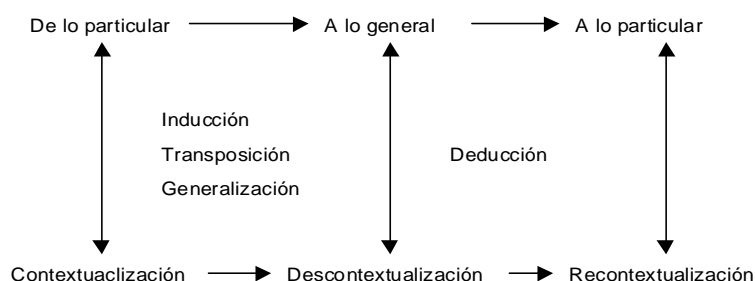 De lo particular A lo general A lo particular
Inducción
Transposición Deducción
Generalización
Contextuaclización Descontextualización Recontextualización